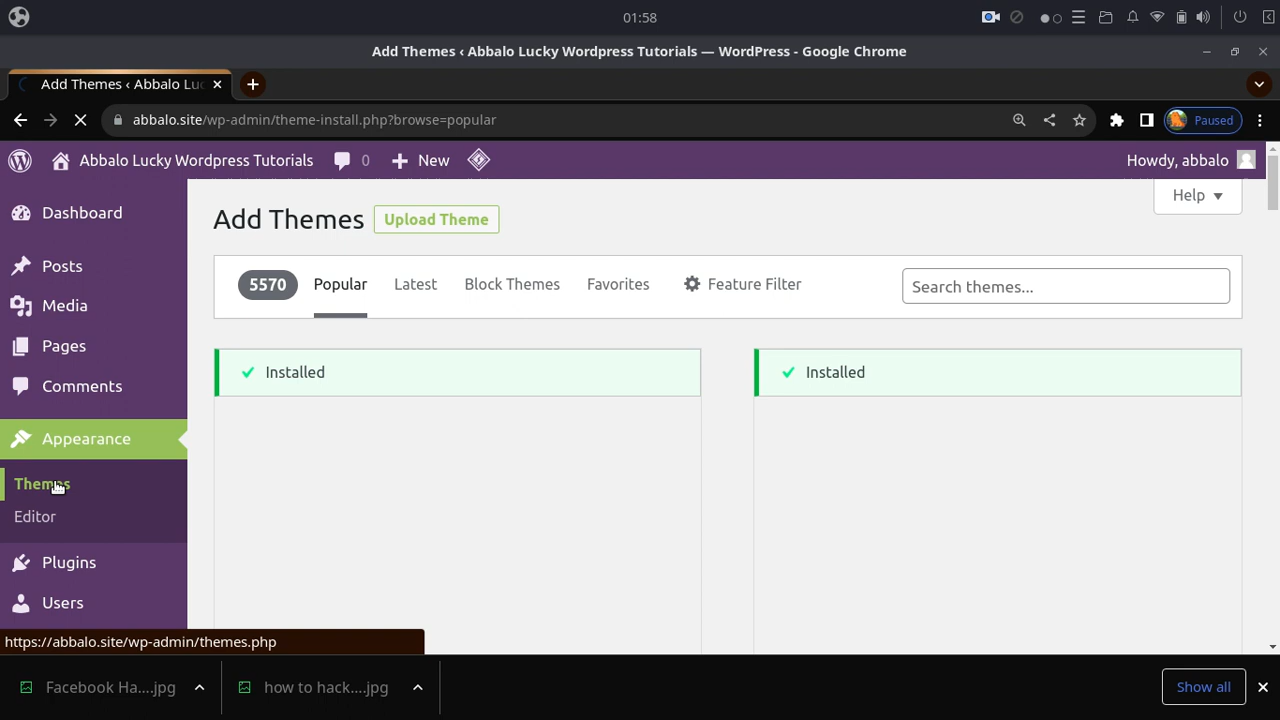 01:58
Add Themes ‹ Abbalo Lucky Wordpress Tutorials — WordPress - Google Chrome
Add Themes ‹ Abbalo Luc
abbalo.site/wp-admin/theme-install.php?browse=popular
Paused
Abbalo Lucky Wordpress Tutorials
0
New
Howdy, abbalo
Dashboard
Posts
Media
Pages
Comments
Appearance
Themes
Editor
Plugins
Users
Add Themes
Upload Theme
Help
5570
Popular
Latest
Block Themes
Favorites
Feature Filter
Search themes...
Installed
Installed
https://abbalo.site/wp-admin/themes.php
Facebook Ha....jpg
how to hack....jpg
Show all